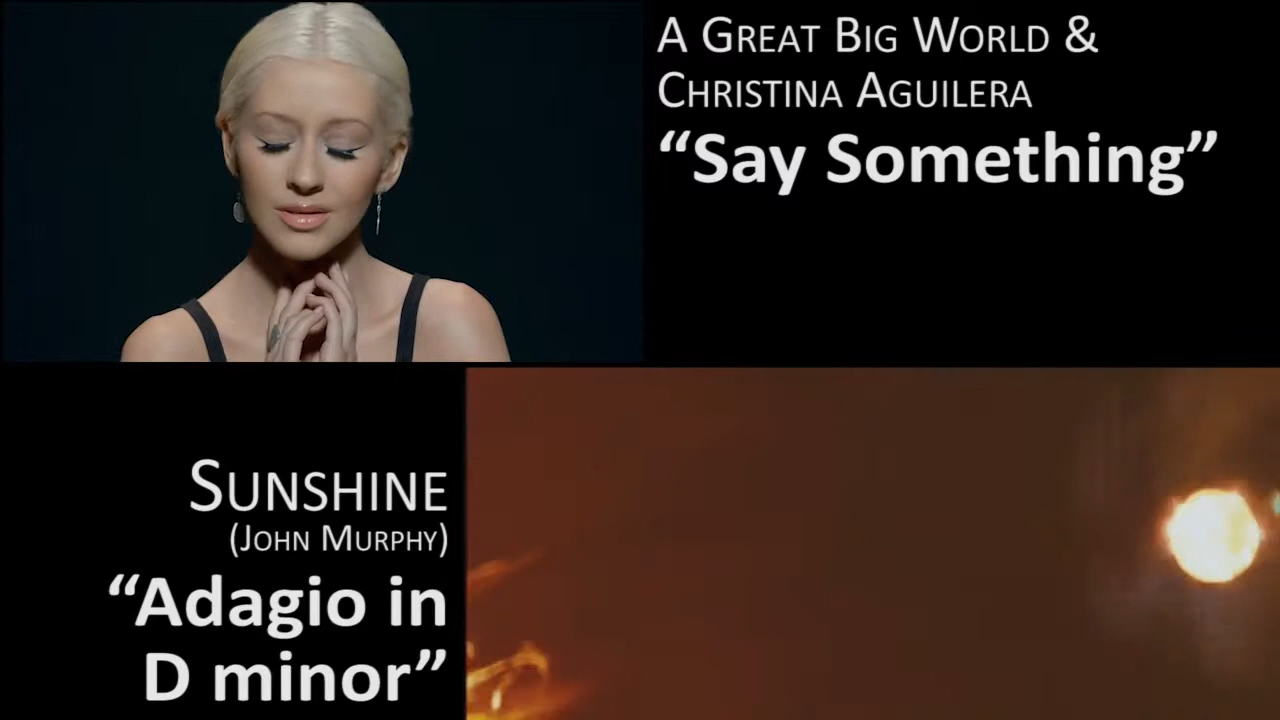 A Great Big World &
Christina Aguilera
“Say Something”
Sunshine
(John Murphy)
“Adagio in
D minor”